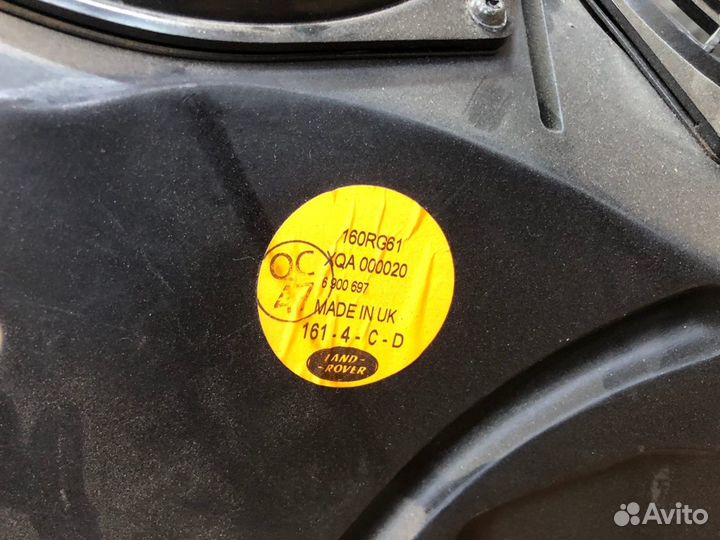 160RG61
XQA 000020
QC
47
6 900 697
MADE IN UK
161 - 4 - C - D
LAND-
-ROVER
Avito